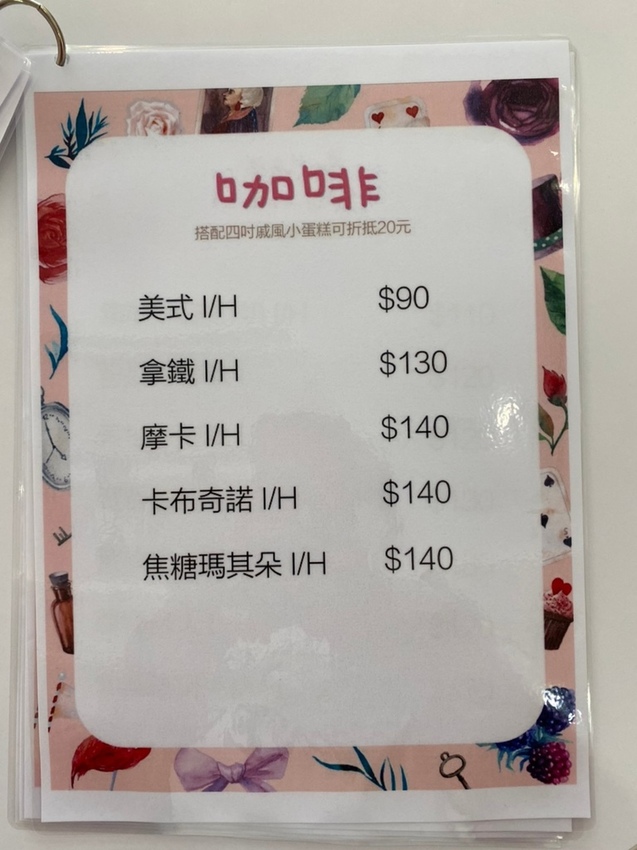 咖啡
搭配四吋戚風小蛋糕可折抵20元
美式 I/H $90
拿鐵 I/H $130
摩卡 I/H $140
卡布奇諾 I/H $140
焦糖瑪其朵 I/H $140